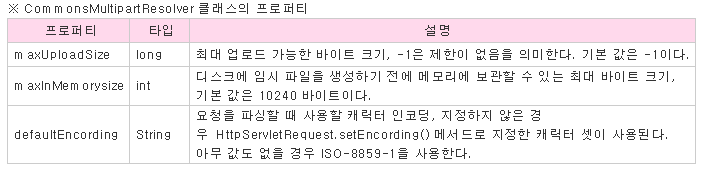 ※ CommonsMultipartResolver 클래스의 프로퍼티
프로퍼티 타입 설명
maxUploadSize long 최대 업로드 가능한 바이트 크기, -1은 제한이 없음을 의미한다. 기본 값은 -1이다.
maxInMemorysize int 디스크에 임시 파일을 생성하기 전에 메모리에 보관할 수 있는 최대 바이트 크기,
기본 값은 10240 바이트이다.
defaultEncording String 요청을 파싱할 때 사용할 캐릭터 인코딩, 지정하지 않은 경
우 HttpServletRequest.setEncording() 메서드로 지정한 캐릭터 셋이 사용된다.
아무 값도 없을 경우 ISO-8859-1을 사용한다.